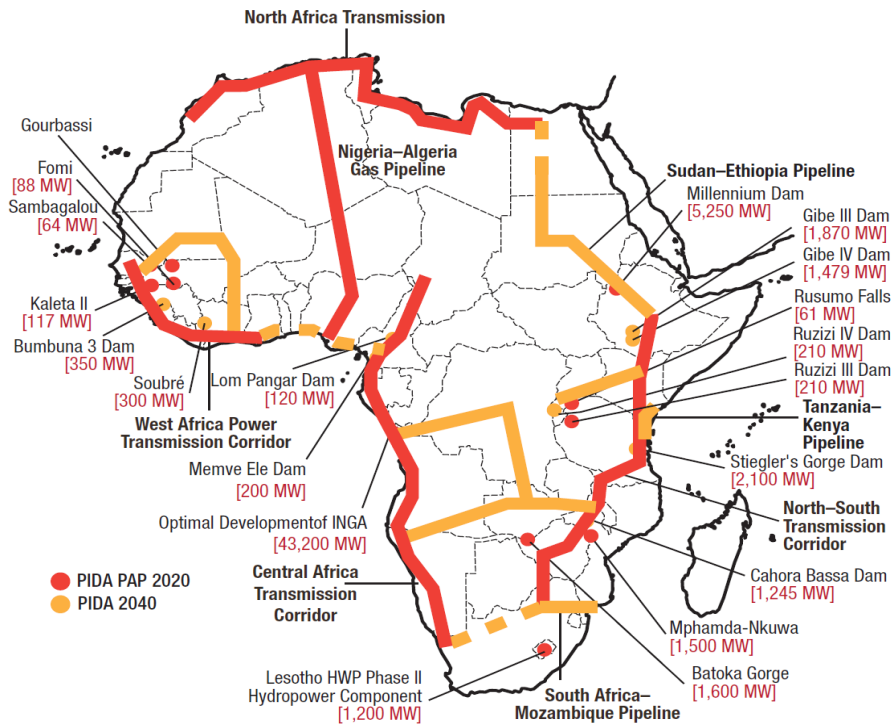 North Africa Transmission
Gourbassi
Fomi
[88 MW]
Sambagalou
[64 MW]
Kaleta II
[117 MW]
Bumbuna 3 Dam
[350 MW]
Soubré
[300 MW]
West Africa Power
Transmission Corridor
Nigeria–Algeria
Gas Pipeline
Lom Pangar Dam
[120 MW]
Memve Ele Dam
[200 MW]
Optimal Developmentof INGA
[43,200 MW]
Central Africa
Transmission
Corridor
Lesotho HWP Phase II
Hydropower Component
[1,200 MW]
Sudan–Ethiopia Pipeline
Millennium Dam
[5,250 MW]
Gibe III Dam
[1,870 MW]
Gibe IV Dam
[1,479 MW]
Rusumo Falls
[61 MW]
Ruzizi IV Dam
[210 MW]
Ruzizi III Dam
[210 MW]
Tanzania–
Kenya
Pipeline
Stiegler's Gorge Dam
[2,100 MW]
North–South
Transmission
Corridor
Cahora Bassa Dam
[1,245 MW]
Mphamda-Nkuwa
[1,500 MW]
Batoka Gorge
[1,600 MW]
South Africa–
Mozambique Pipeline
PIDA PAP 2020
PIDA 2040